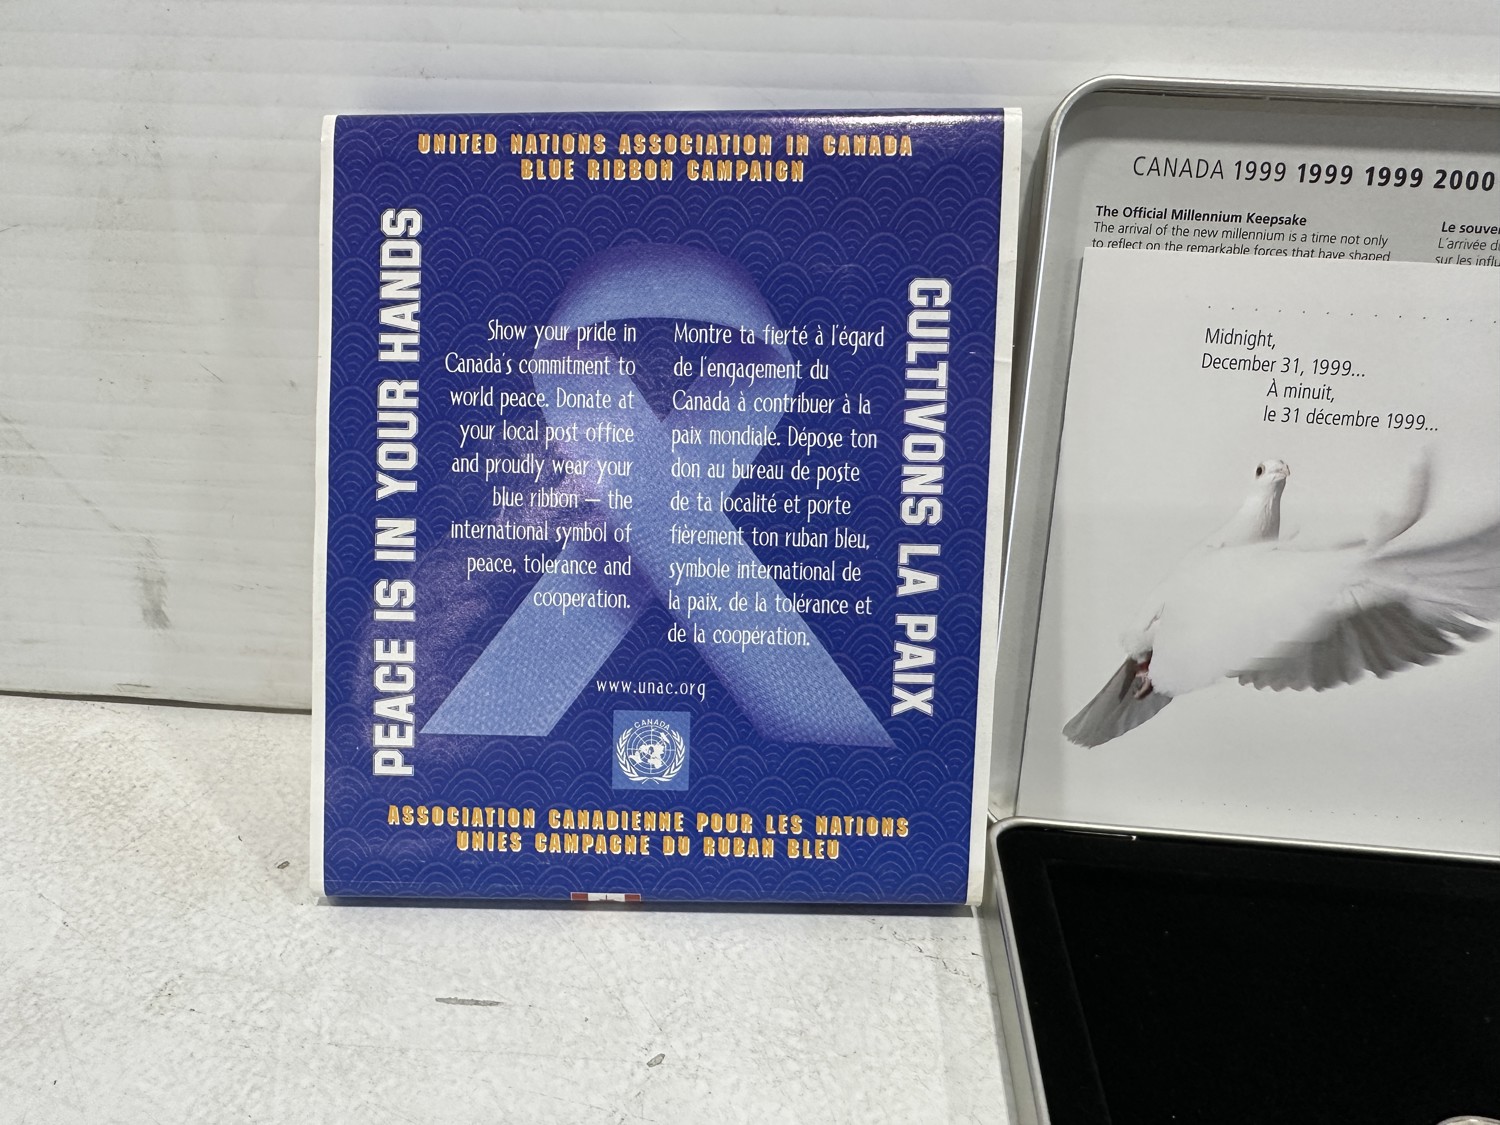 UNITED NATIONS ASSOCIATION IN CANADA
BLUE RIBBON CAMPAIGN
PEACE IS IN YOUR HANDS
Show your pride in
Canada's commitment to
world peace. Donate at
your local post office
and proudly wear your
blue ribbon — the
international symbol of
peace, tolerance and
cooperation.
Montre ta fierté à l'égard
de l'engagement du
Canada à contribuer à la
paix mondiale. Dépose ton
don au bureau de poste
de ta localité et porte
fièrement ton ruban bleu,
symbole international de
la paix, de la tolérance et
de la coopération.
CULTIVONS LA PAIX
www.unac.org
CANADA
ASSOCIATION CANADIENNE POUR LES NATIONS
UNIES CAMPAGNE DU RUBAN BLEU
CANADA 1999 1999 1999 2000
The Official Millennium Keepsake
The arrival of the new millennium is a time not only
to reflect on the remarkable forces that have shaped
Le
L'arrivée
sur les
Midnight,
December 31, 1999...
À minuit,
le 31 décembre 1999...